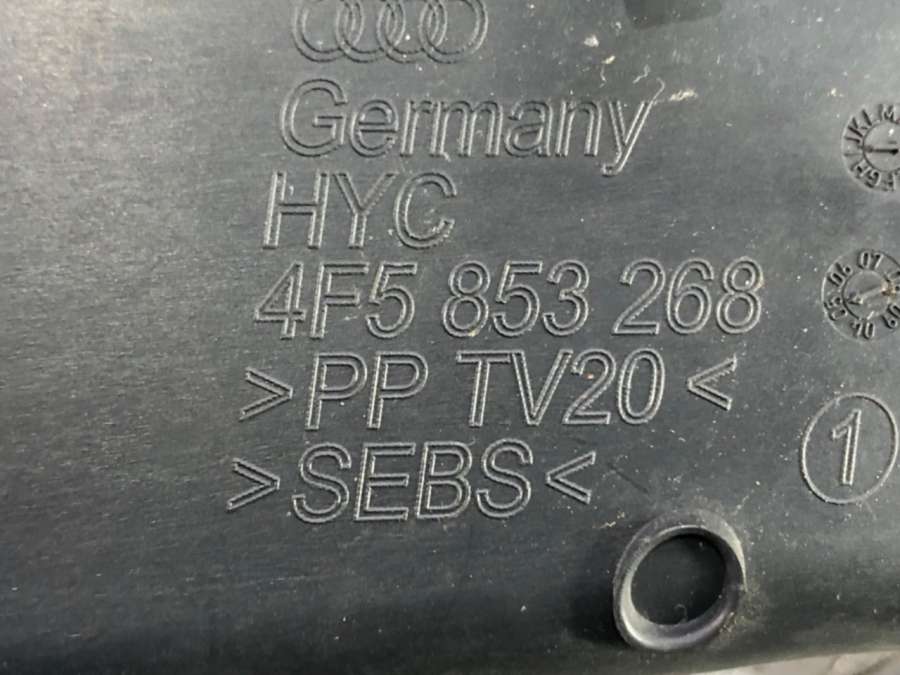 Germany
HYC
4F5 853 268
>PP TV20<
>SEBS<
1